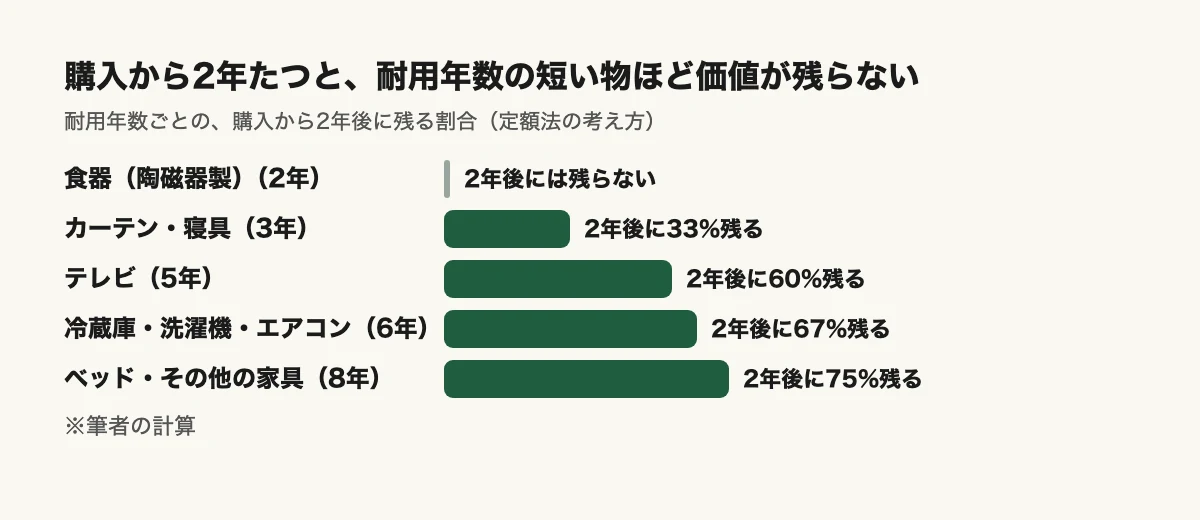 購入から2年たつと、耐用年数の短い物ほど価値が残らない
耐用年数ごとの、購入から2年後に残る割合（定額法の考え方）
食器（陶磁器製）（2年） 2年後には残らない
カーテン・寝具（3年） 2年後に33%残る
テレビ（5年） 2年後に60%残る
冷蔵庫・洗濯機・エアコン（6年） 2年後に67%残る
ベッド・その他の家具（8年） 2年後に75%残る
※筆者の計算